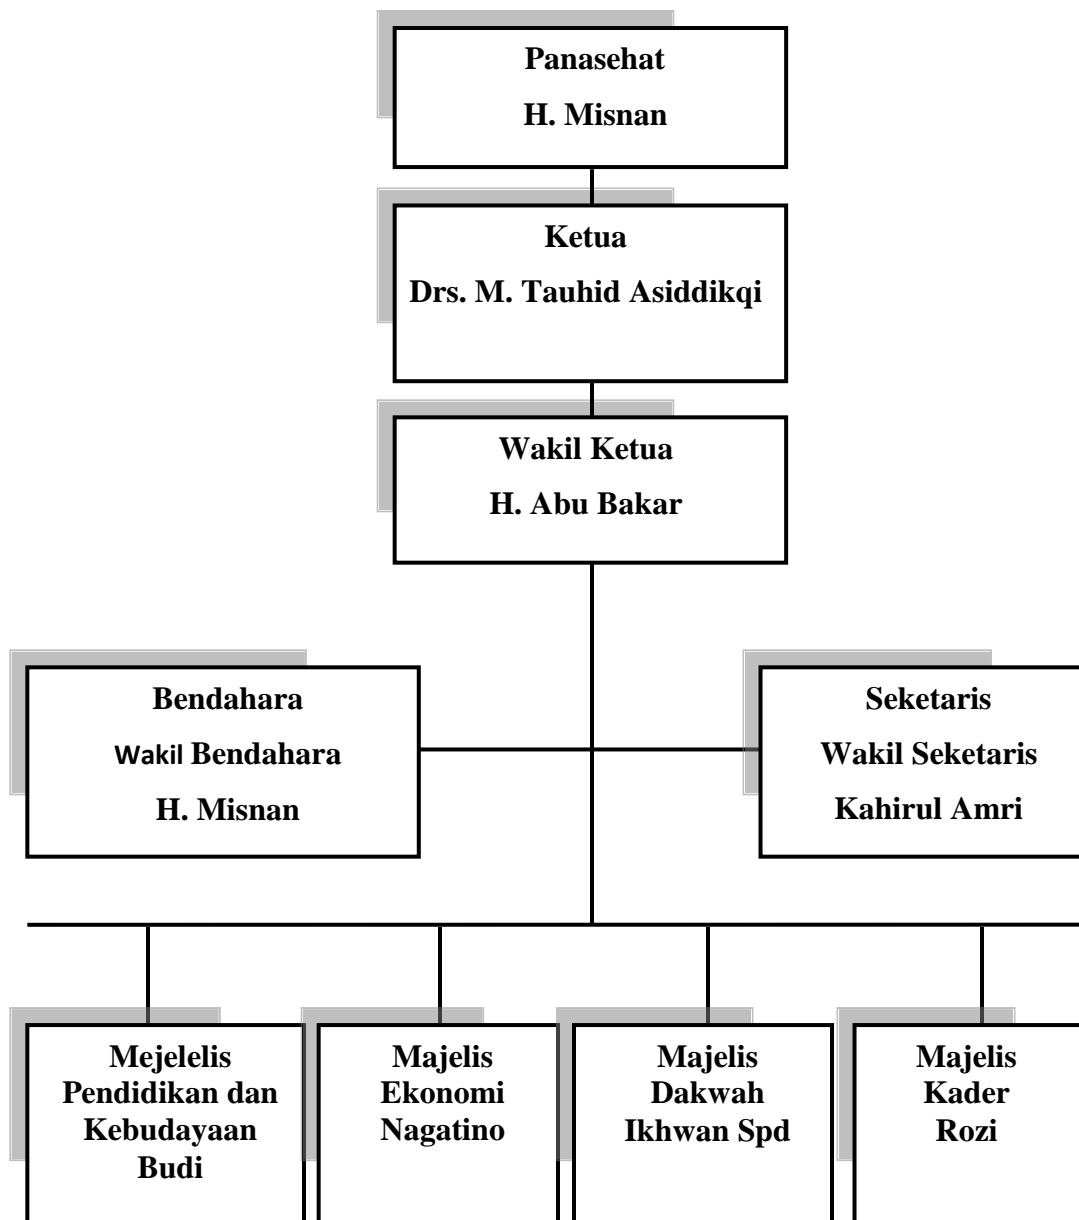 Panasehat
H. Misnan
Ketua
Drs. M. Tauhid Asiddikqi
Wakil Ketua
H. Abu Bakar
Bendahara
Wakil Bendahara
H. Misnan
Seketaris
Wakil Seketaris
Kahirul Amri
Mejelelis
Pendidikan dan
Kebudayaan
Budi
Majelis
Ekonomi
Nagatino
Majelis
Dakwah
Ikhwan Spd
Majelis
Kader
Rozi